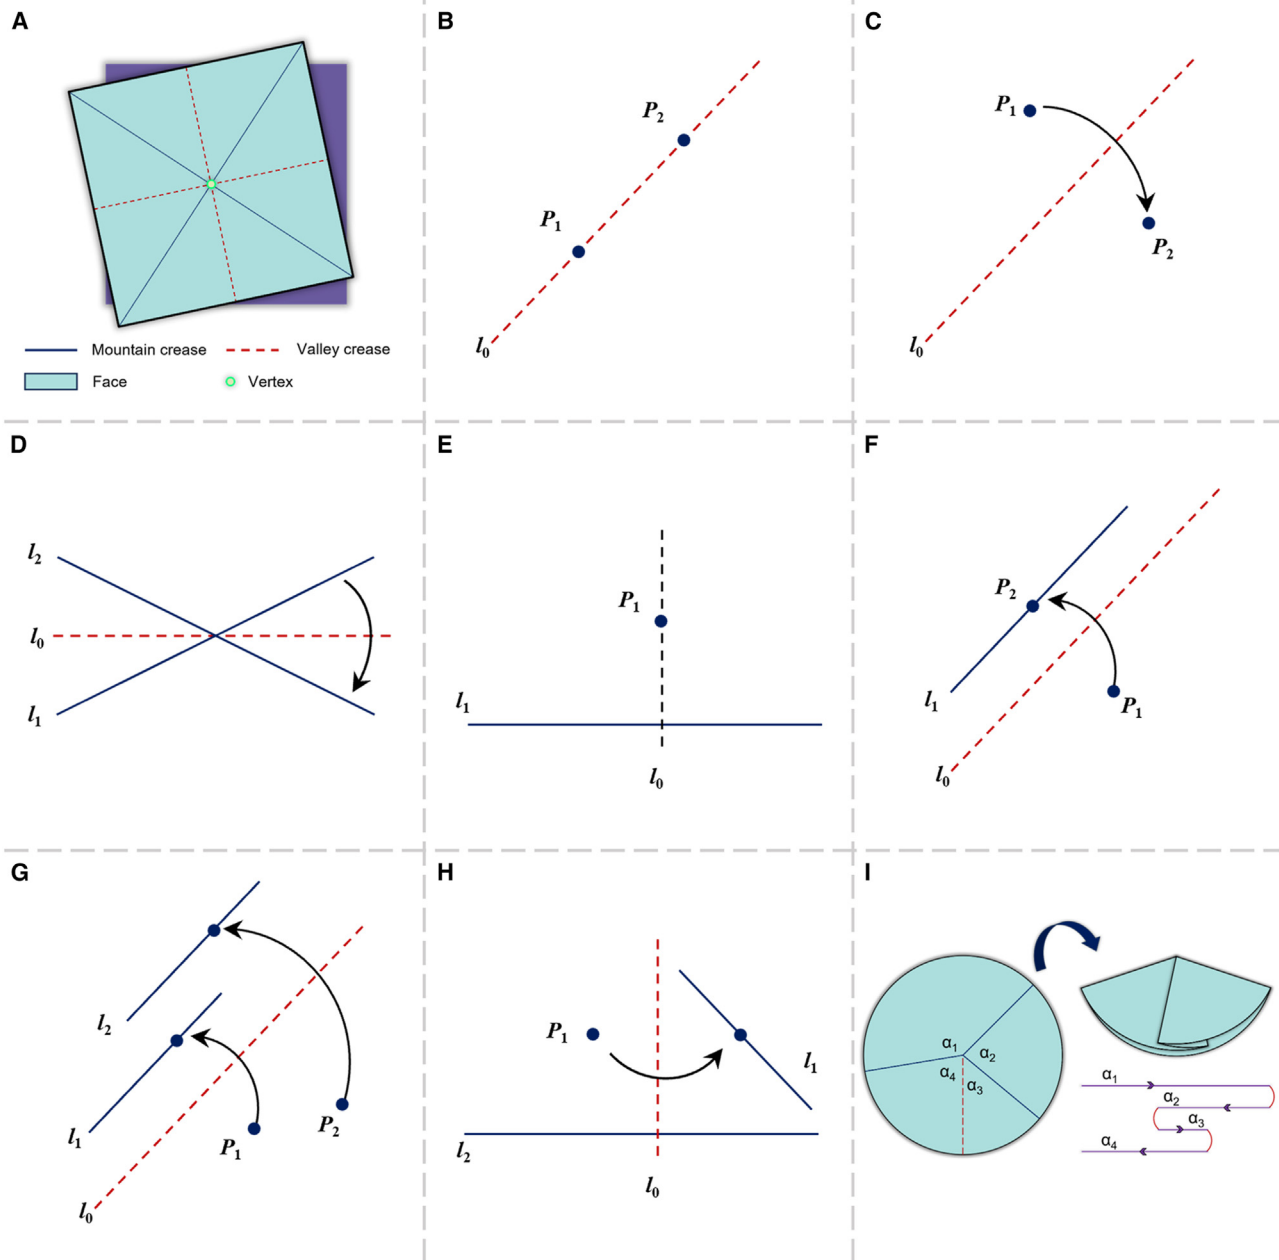 A
Mountain crease
Valley crease
Face
Vertex
B
P2
P1
l0
C
P1
P2
l0
D
l2
l0
l1
E
P1
l1
l0
F
P2
l1
P1
l0
G
l2
l1
P1
P2
l0
H
P1
l1
l2
l0
I
α1
α2
α4
α3
α1
α2
α3
α4